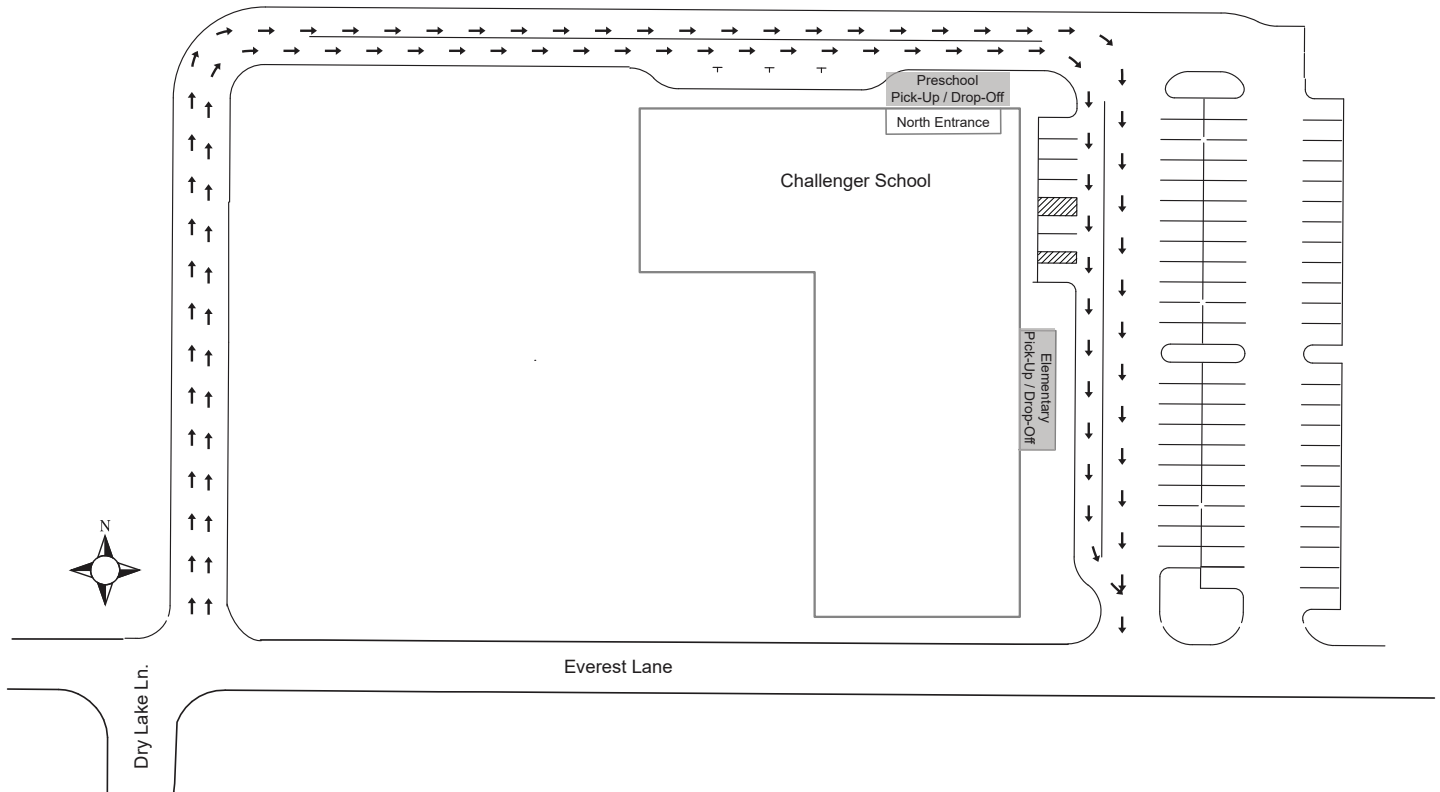 Preschool
Pick-Up / Drop-Off
North Entrance
Challenger School
Elementary
Pick-Up / Drop-Off
N
Everest Lane
Dry Lake Ln.